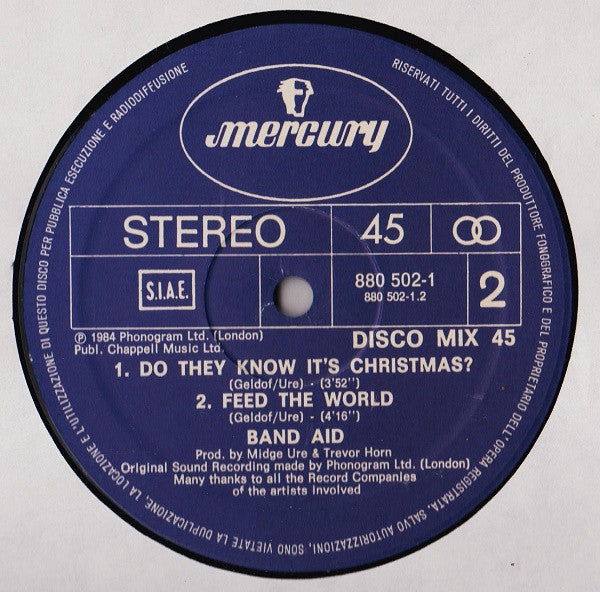 mercury
STEREO 45
S.I.A.E. 880 502-1 2
880 502-1.2
℗ 1984 Phonogram Ltd. (London) DISCO MIX 45
Publ. Chappell Music Ltd.
1. DO THEY KNOW IT'S CHRISTMAS?
(Geldof/Ure) - (3'52'')
2. FEED THE WORLD
(Geldof/Ure) - (4'16'')
BAND AID
Prod. by Midge Ure & Trevor Horn
Original Sound Recording made by Phonogram Ltd. (London)
Many thanks to all the Record Companies
of the artists Involved
RISERVATI TUTTI I DIRITTI DEL PRODUTTORE FONOGRAFICO E DEL PROPRIETARIO DELL'OPERA REGISTRATA. SALVO AUTORIZZAZIONI, SONO VIETATE LA DUPLICAZIONE, LA LOCAZIONE E L'UTILIZZAZIONE DI QUESTO DISCO PER PUBBLICA ESECUZIONE E RADIODIFFUSIONE